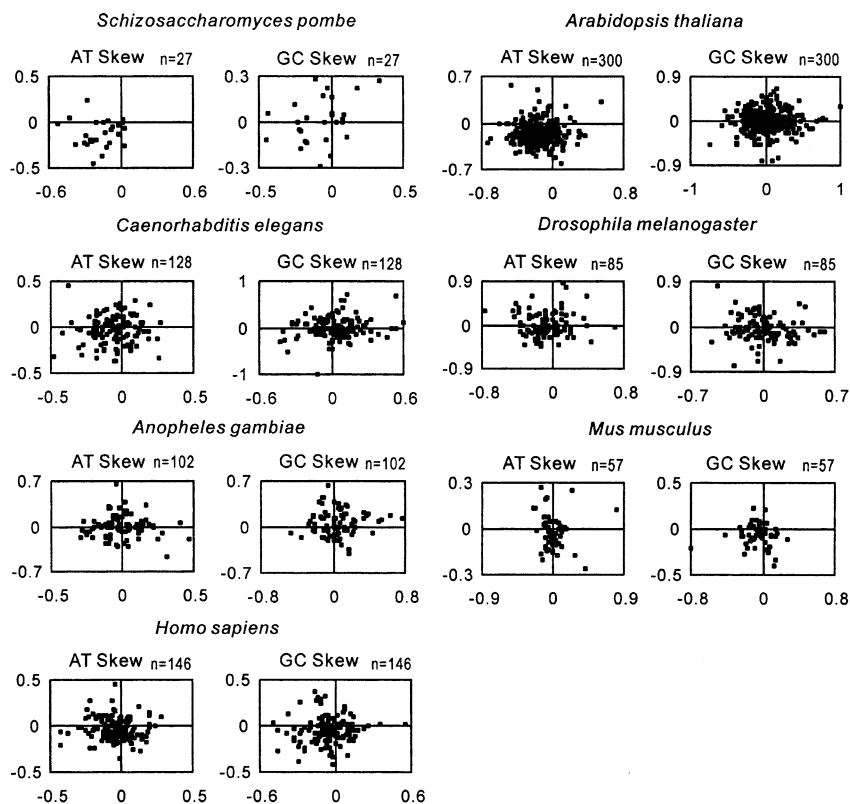 Schizosaccharomyces pombe
AT Skew n=27
0.5
0
-0.5
-0.6 0 0.6
GC Skew n=27
0.3
0
-0.3
-0.5 0 0.5
Arabidopsis thaliana
AT Skew n=300
0.7
0
-0.7
-0.8 0 0.8
GC Skew n=300
0.9
0
-0.9
-1 0 1
Caenorhabditis elegans
AT Skew n=128
0.5
0
-0.5
-0.5 0 0.5
GC Skew n=128
1
0
-1
-0.6 0 0.6
Drosophila melanogaster
AT Skew n=85
0.9
0
-0.9
-0.8 0 0.8
GC Skew n=85
0.9
0
-0.9
-0.7 0 0.7
Anopheles gambiae
AT Skew n=102
0.7
0
-0.7
-0.5 0 0.5
GC Skew n=102
0.7
0
-0.7
-0.8 0 0.8
Mus musculus
AT Skew n=57
0.3
0
-0.3
-0.9 0 0.9
GC Skew n=57
0.5
0
-0.5
-0.8 0 0.8
Homo sapiens
AT Skew n=146
0.5
0
-0.5
-0.5 0 0.5
GC Skew n=146
0.5
0
-0.5
-0.6 0 0.6